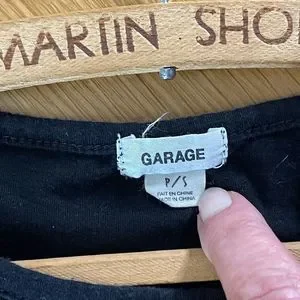 MARTIN SHO
GARAGE
P/S
FAIT EN CHINE
MADE IN CHINA